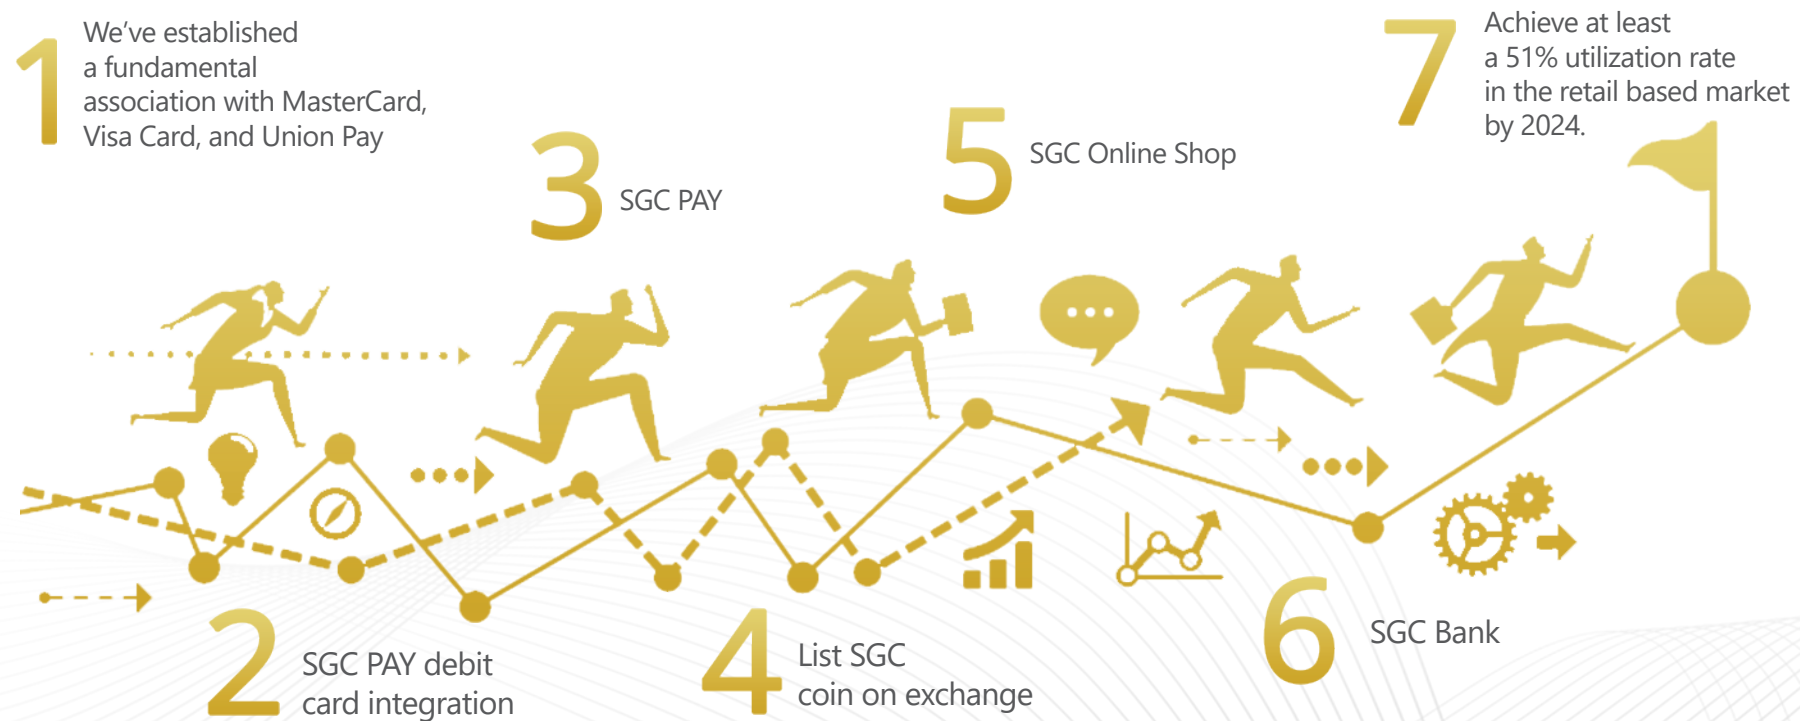 1
We've established
a fundamental
association with MasterCard,
Visa Card, and Union Pay
2
SGC PAY debit
card integration
3
SGC PAY
4
List SGC
coin on exchange
5
SGC Online Shop
6
SGC Bank
7
Achieve at least
a 51% utilization rate
in the retail based market
by 2024.